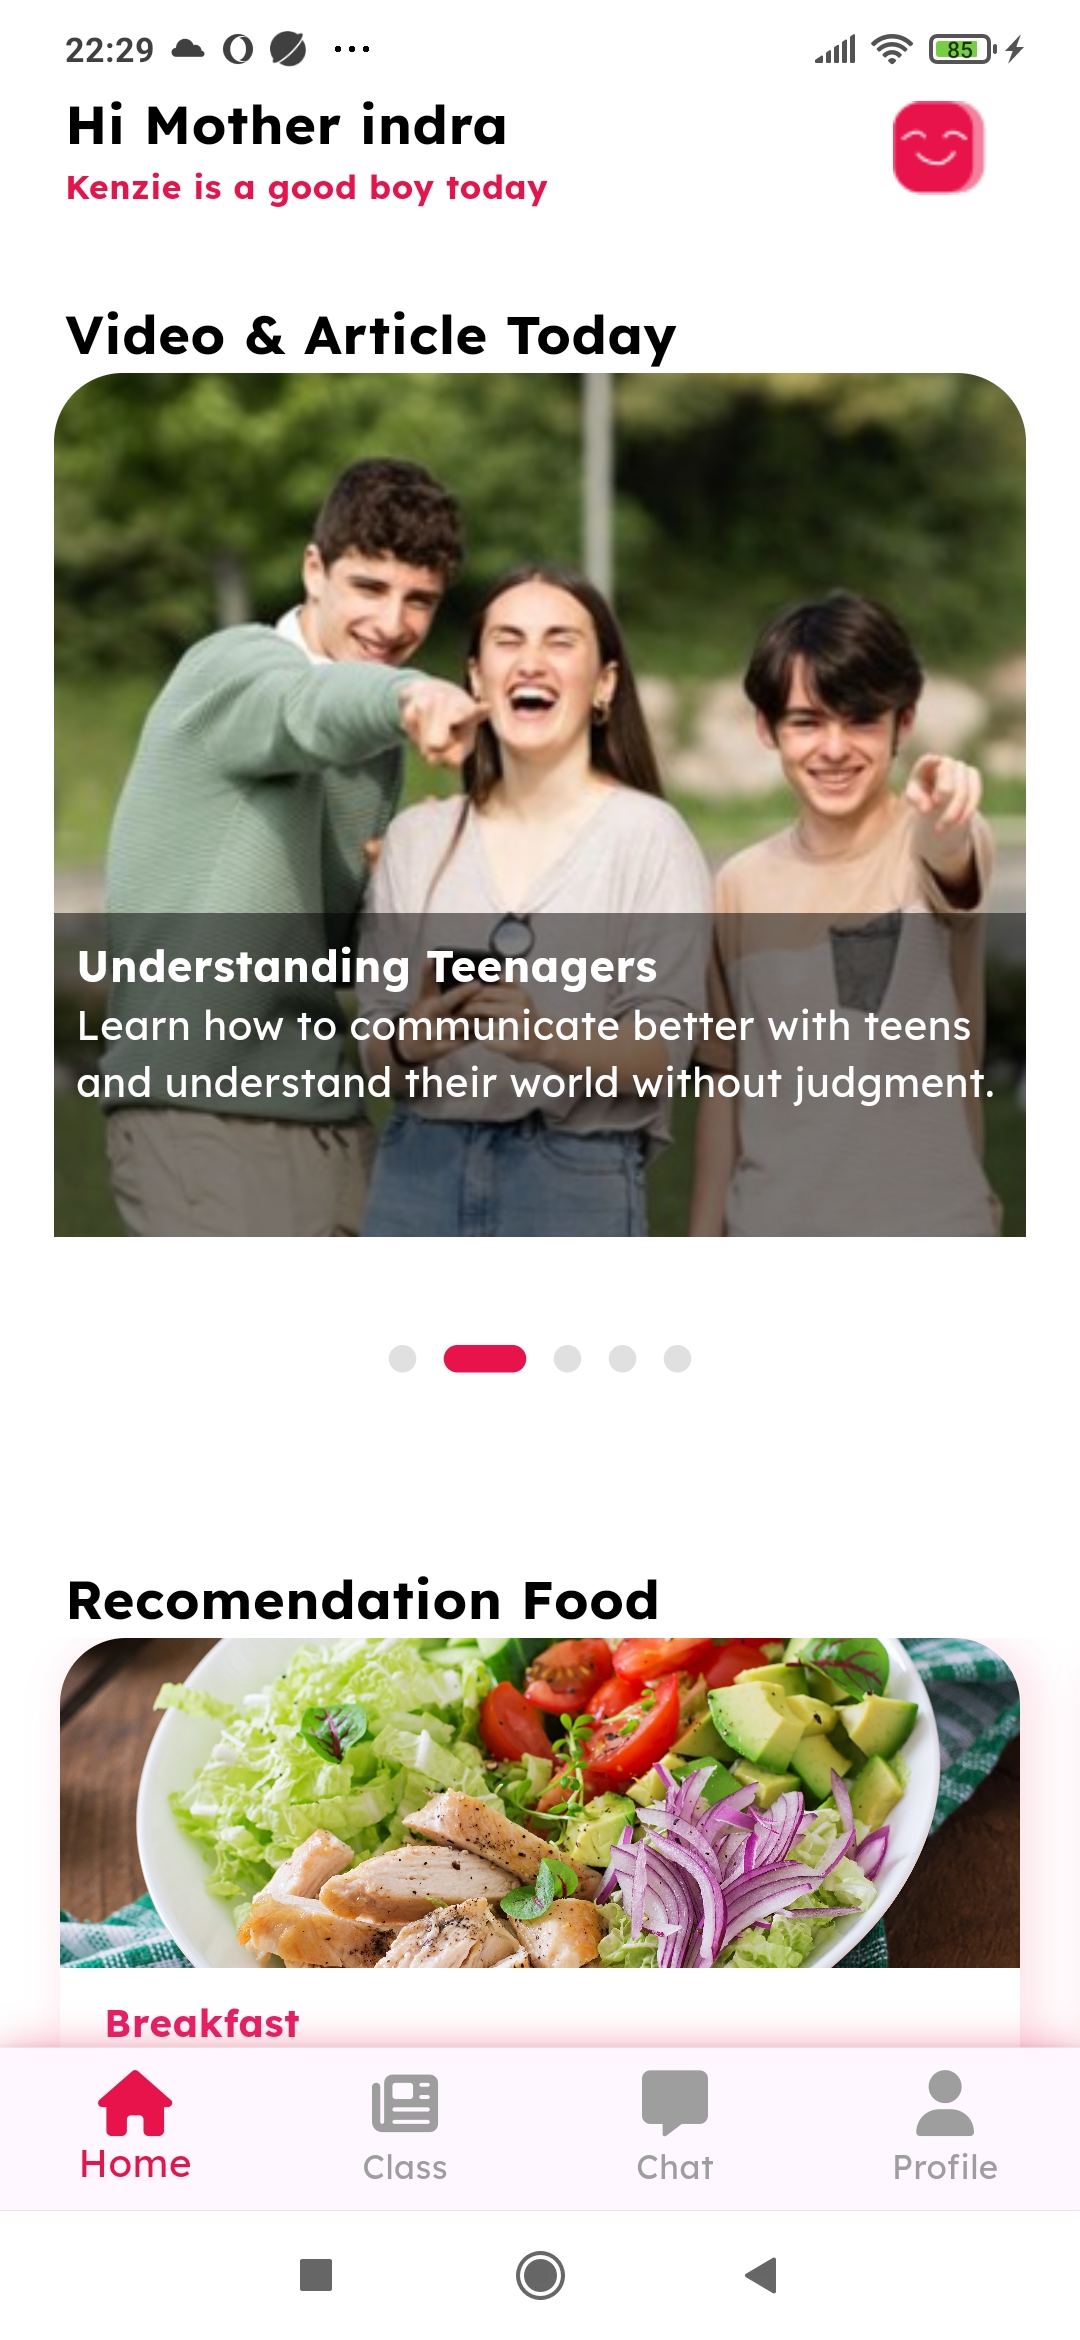 22:29
85
Hi Mother indra
Kenzie is a good boy today
Video & Article Today
Understanding Teenagers
Learn how to communicate better with teens
and understand their world without judgment.
Recomendation Food
Breakfast
Home
Class
Chat
Profile